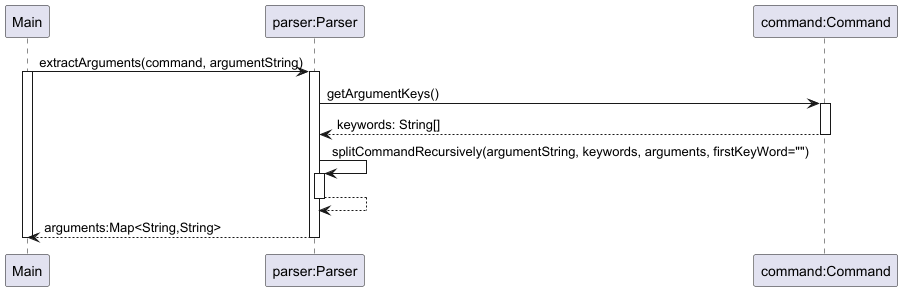 Main
parser:Parser
command:Command
extractArguments(command, argumentString)
getArgumentKeys()
keywords: String[]
splitCommandRecursively(argumentString, keywords, arguments, firstKeyWord="")
arguments:Map<String,String>
Main
parser:Parser
command:Command